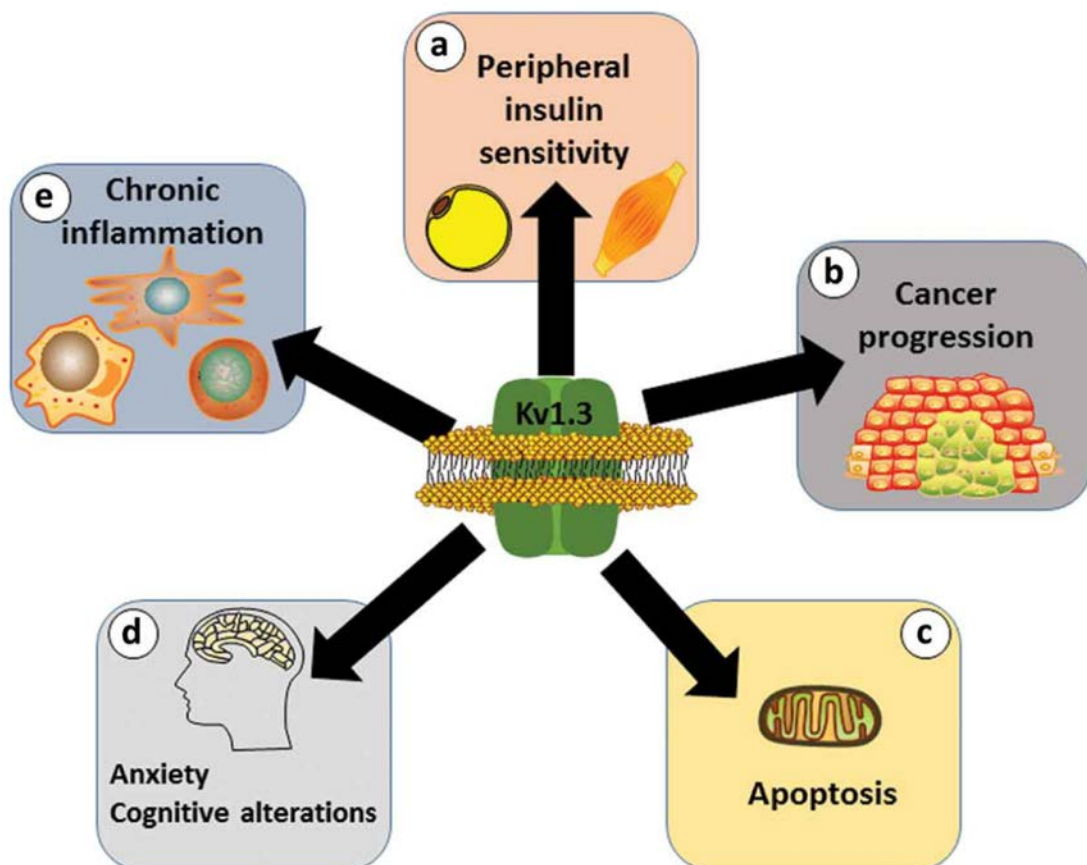 a
Peripheral
insulin
sensitivity
e
Chronic
inflammation
b
Cancer
progression
Kv1.3
d
Anxiety
Cognitive alterations
c
Apoptosis